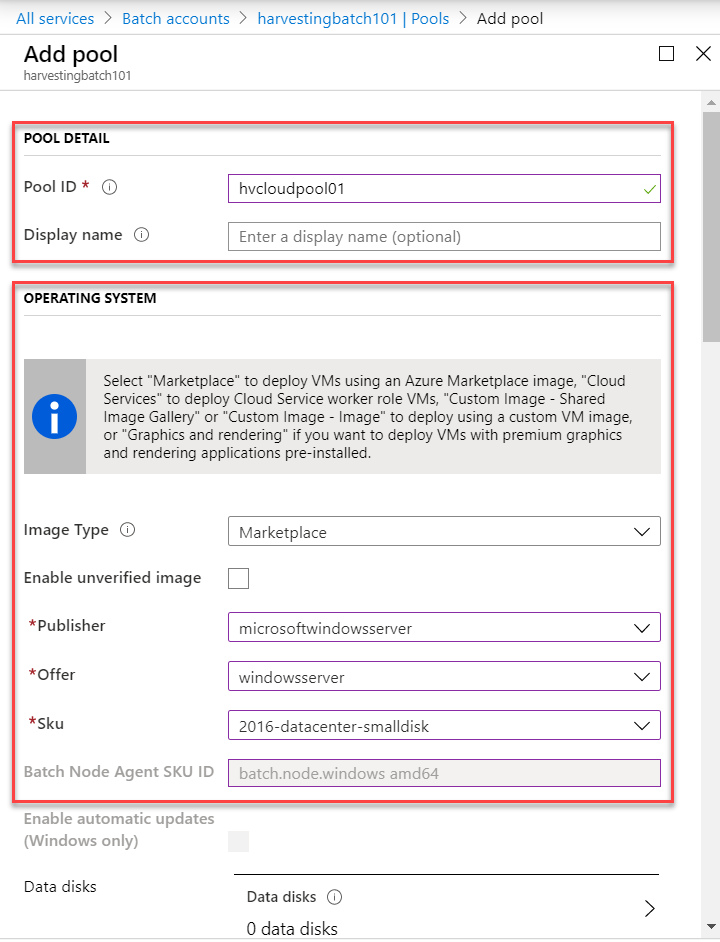 All services > Batch accounts > harvestingbatch101 | Pools > Add pool
Add pool
harvestingbatch101
POOL DETAIL
Pool ID *
hvcloudpool01
Display name
Enter a display name (optional)
OPERATING SYSTEM
Select "Marketplace" to deploy VMs using an Azure Marketplace image, "Cloud
Services" to deploy Cloud Service worker role VMs, "Custom Image - Shared
Image Gallery" or "Custom Image - Image" to deploy using a custom VM image,
or "Graphics and rendering" if you want to deploy VMs with premium graphics
and rendering applications pre-installed.
Image Type
Marketplace
Enable unverified image
*Publisher
microsoftwindowsserver
*Offer
windowsserver
*Sku
2016-datacenter-smalldisk
Batch Node Agent SKU ID
batch.node.windows amd64
Enable automatic updates
(Windows only)
Data disks
Data disks
0 data disks